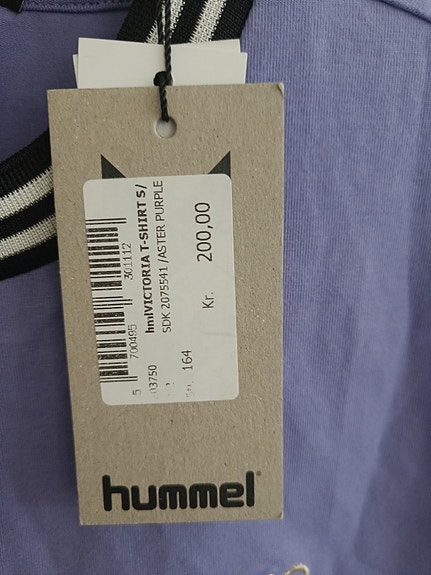 hmlVICTORIA T-SHIRT S/
SDK 2075541 /ASTER PURPLE
Kr. 200,00
164
03750
5 700495 301112
hummel